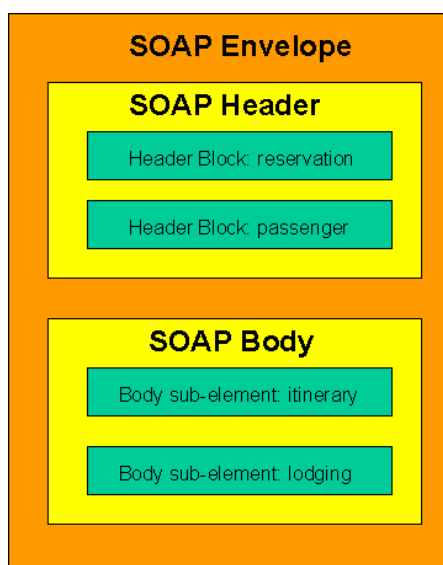 SOAP Envelope
SOAP Header
Header Block: reservation
Header Block: passenger
SOAP Body
Body sub-element: itinerary
Body sub-element: lodging